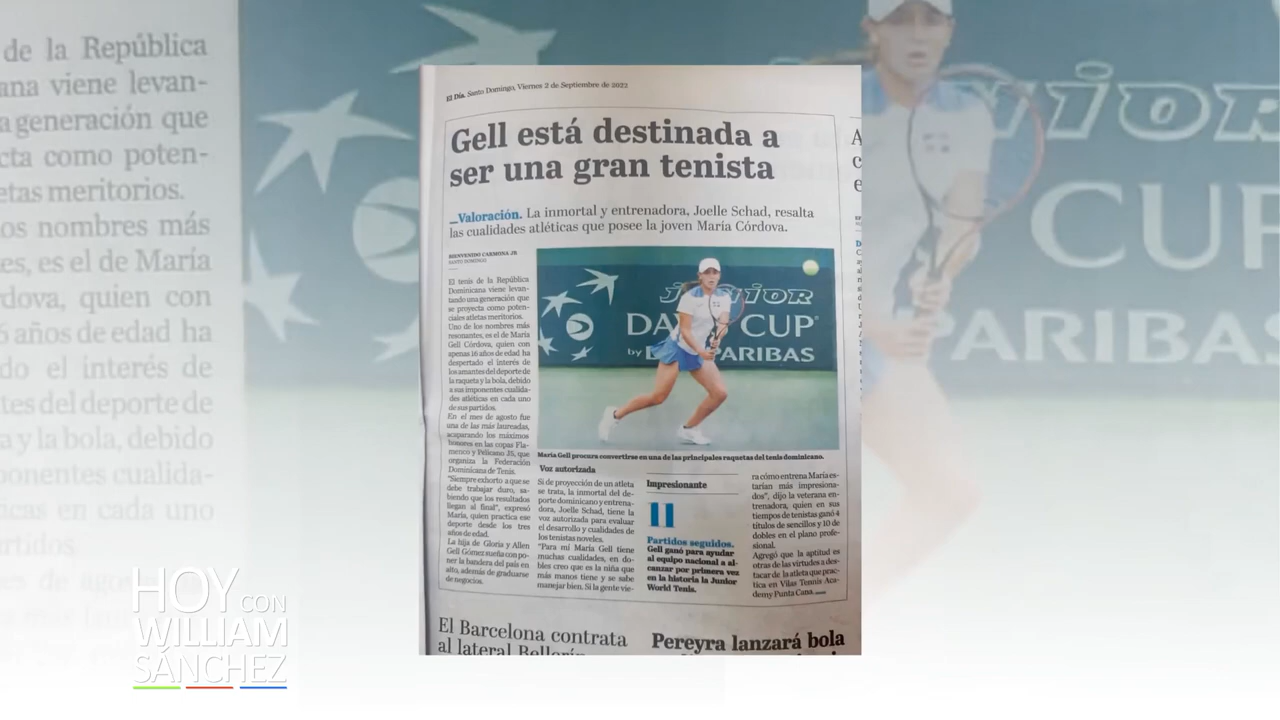 de la República
ana viene levan-
a generación que
cta como poten-
etas meritorios.
os nombres más
es, es el de María
rdova, quien con
6 años de edad ha
do el interés de
tes del deporte de
a y la bola, debido
ponentes cualida-
ticas en cada uno
artidos
JUNIOR
CUP
PARIBAS
El Día. Santo Domingo, Viernes 2 de Septiembre de 2022
Gell está destinada a
ser una gran tenista
_Valoración. La inmortal y entrenadora, Joelle Schad, resalta
las cualidades atléticas que posee la joven María Córdova.
BIENVENIDO CARMONA JR
SANTO DOMINGO
El tenis de la República
Dominicana viene levan-
tando una generación que
se proyecta como poten-
ciales atletas meritorios.
Uno de los nombres más
resonantes, es el de María
Gell Córdova, quien con
apenas 16 años de edad ha
despertado el interés de
los amantes del deporte de
la raqueta y la bola, debido
a sus imponentes cualida-
des atléticas en cada uno
de sus partidos.
En el mes de agosto fue
una de las más laureadas,
acaparando los máximos
honores en las copas Fla-
menco y Pelícano 25, que
organiza la Federación
Dominicana de Tenis.
"Siempre exhorto a que se
debe trabajar duro, sa-
biendo que los resultados
llegan al final", expresó
María, quien practica ese
deporte desde los tres
años de edad.
La hija de Gloria y Allen
Gell Gómez sueña con po-
ner la bandera del país en
alto, además de graduarse
de negocios.
JUNIOR
DA CUP
by PARIBAS
María Gell procura convertirse en una de las principales raquetas del tenis dominicano.
Voz autorizada
Si de proyección de un atleta
se trata, la inmortal del de-
porte dominicano y entrena-
dora, Joelle Schad, tiene la
voz autorizada para evaluar
el desarrollo y cualidades de
los tenistas noveles.
"Para mí María Gell tiene
muchas cualidades, en do-
bles creo que es la niña que
más manos tiene y se sabe
manejar bien. Si la gente vie-
Impresionante
11
Partidos seguidos.
Gell ganó para ayudar
al equipo nacional a al-
canzar por primera vez
en la historia la Junior
World Tenis.
ra cómo entrena María es-
tarían más impresiona-
dos", dijo la veterana en-
trenadora, quien en sus
tiempos de tenistas ganó 4
títulos de sencillos y 10 de
dobles en el plano profe-
sional.
Agregó que la aptitud es
otras de las virtudes a des-
tacar de la atleta que prac-
tica en Vilas Tennis Aca-
demy Punta Cana.
El Barcelona contrata
al lateral Bellerín
Pereyra lanzará bola
HOY CON
WILLIAM
SÁNCHEZ